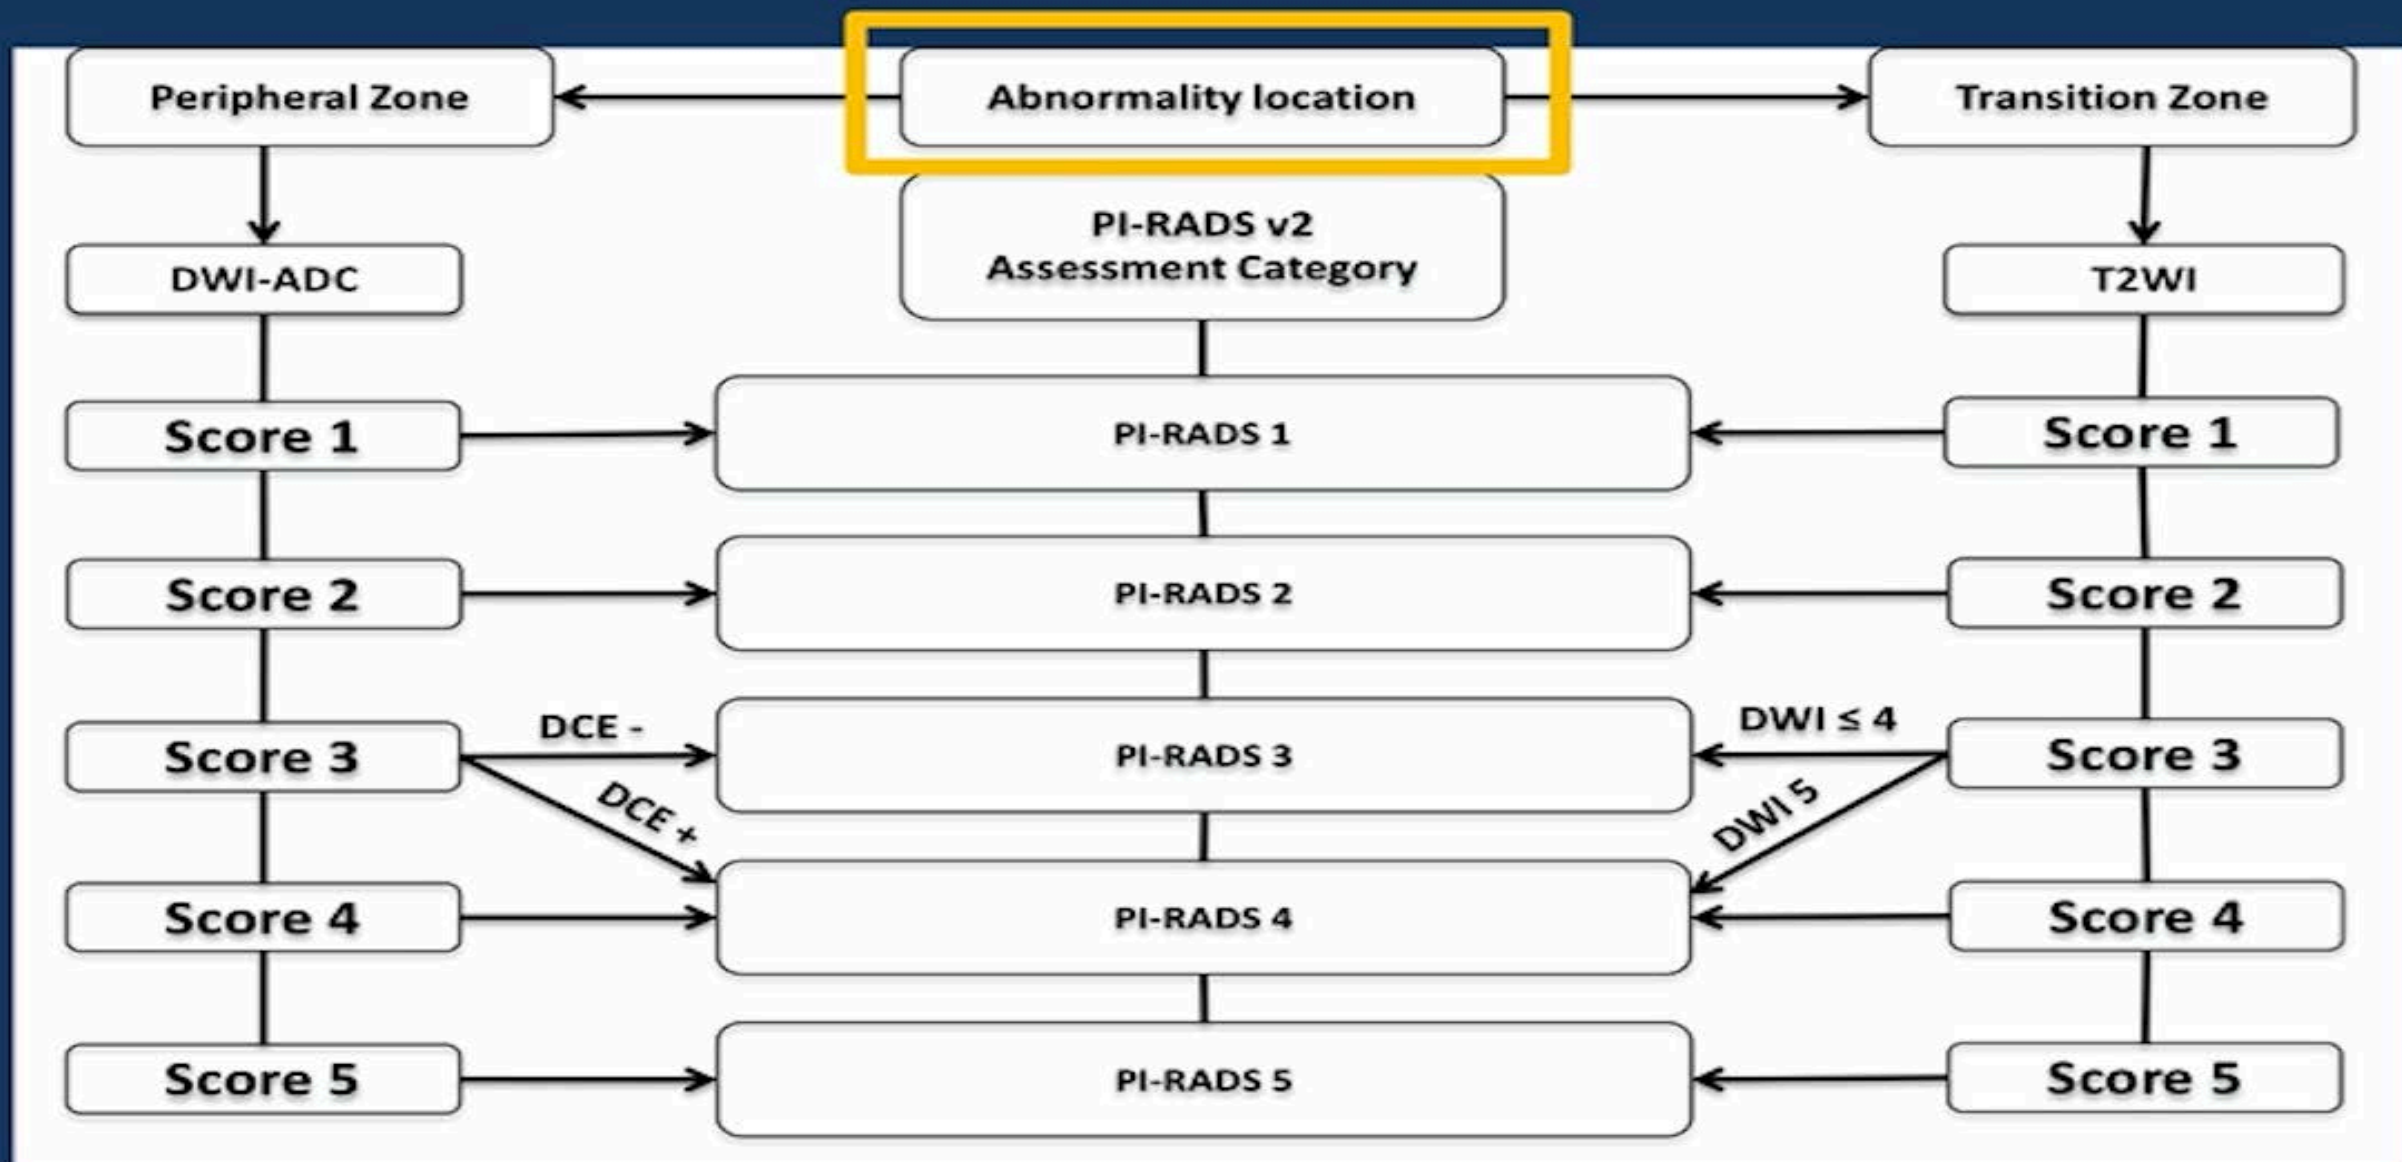 Peripheral Zone
Abnormality location
Transition Zone
PI-RADS v2
Assessment Category
DWI-ADC
T2WI
Score 1
PI-RADS 1
Score 1
Score 2
PI-RADS 2
Score 2
Score 3
DCE -
DCE +
PI-RADS 3
DWI ≤ 4
DWI 5
Score 3
Score 4
PI-RADS 4
Score 4
Score 5
PI-RADS 5
Score 5